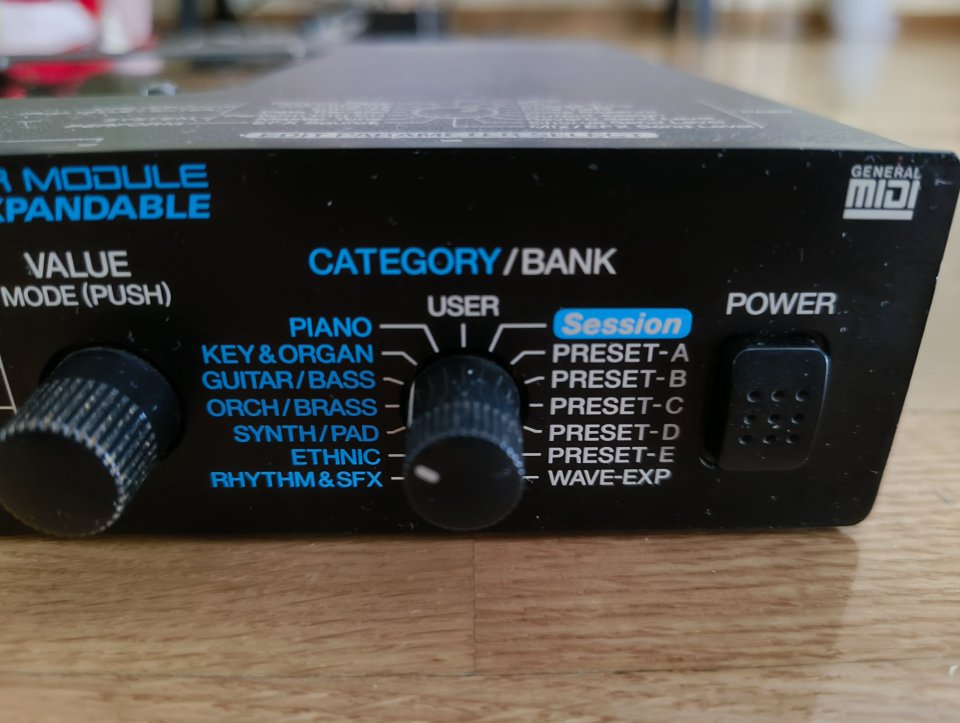 R MODULE
XPANDABLE
GENERAL
MIDI
VALUE
MODE (PUSH)
CATEGORY/BANK
USER
POWER
PIANO
KEY & ORGAN
GUITAR/BASS
ORCH/BRASS
SYNTH/PAD
ETHNIC
RHYTHM & SFX
Session
PRESET-A
PRESET-B
PRESET-C
PRESET-D
PRESET-E
WAVE-EXP